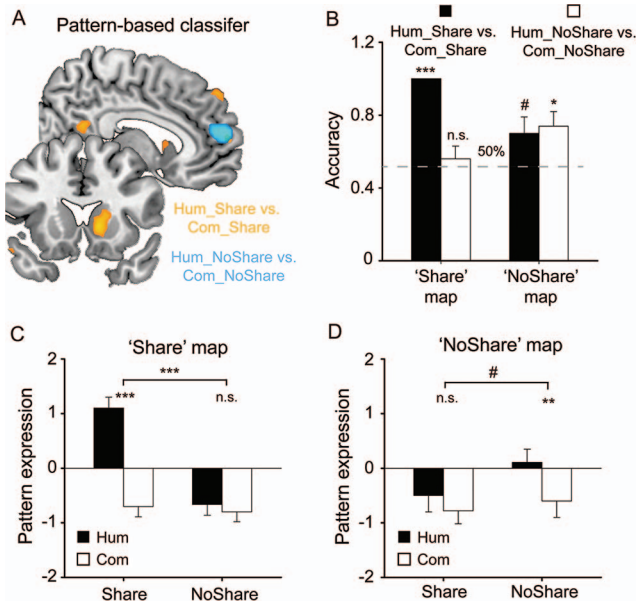 A
Pattern-based classifer
Hum_Share vs.
Com_Share
Hum_NoShare vs.
Com_NoShare
B
Hum_Share vs.
Com_Share
Hum_NoShare vs.
Com_NoShare
Accuracy
1.2
0.8
0.4
0
***
n.s.
50%
#
*
'Share'
map
'NoShare'
map
C
'Share' map
Pattern expression
2
1
0
-1
-2
***
***
n.s.
Hum
Com
Share
NoShare
D
'NoShare' map
Pattern expression
2
1
0
-1
-2
#
n.s.
**
Hum
Com
Share
NoShare